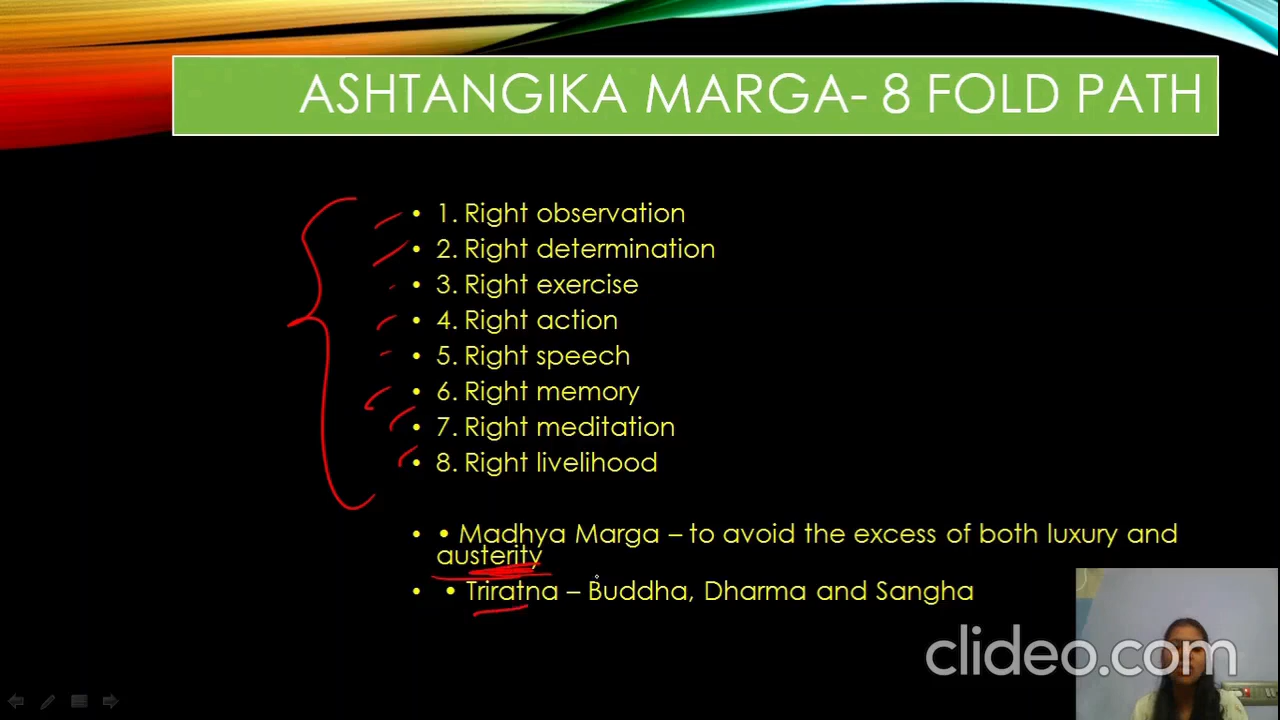 ASHTANGIKA MARGA- 8 FOLD PATH
• 1. Right observation
• 2. Right determination
• 3. Right exercise
• 4. Right action
• 5. Right speech
• 6. Right memory
• 7. Right meditation
• 8. Right livelihood
• • Madhya Marga – to avoid the excess of both luxury and
austerity
• • Triratna – Buddha, Dharma and Sangha
clideo.com